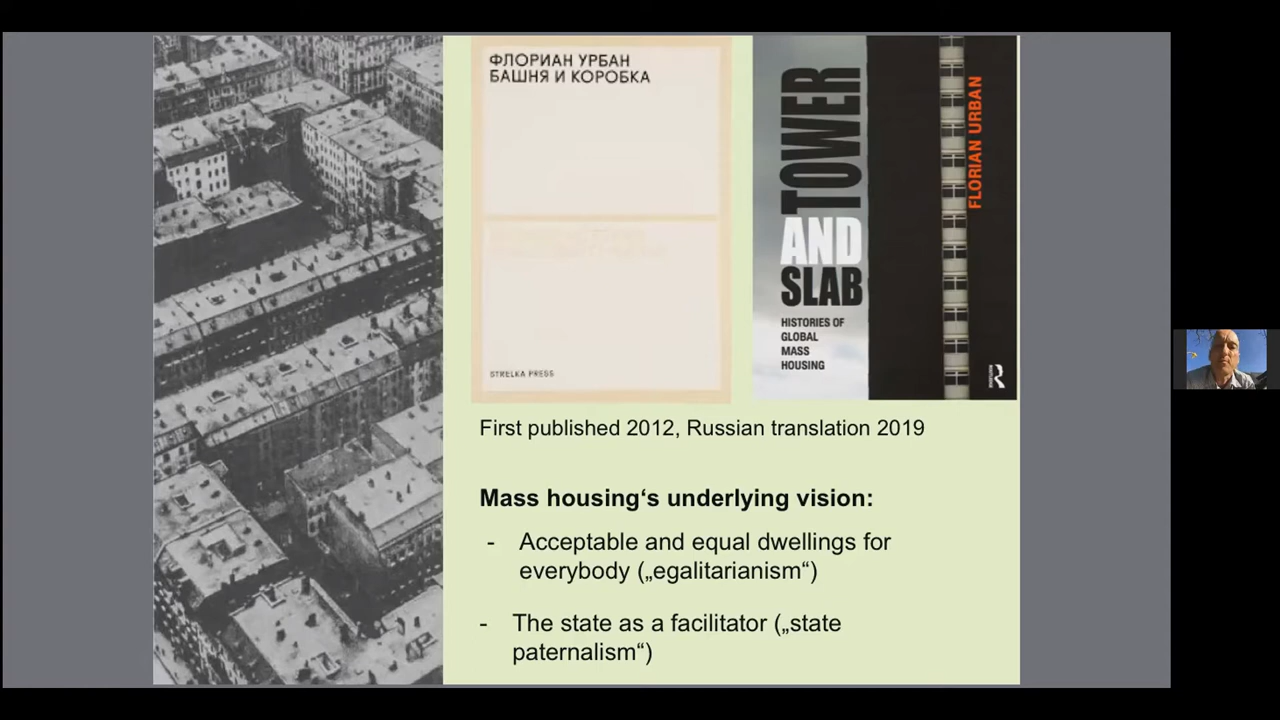 ФЛОРИАН УРБАН
БАШНЯ И КОРОБКА
STRELKA PRESS
TOWER
AND
SLAB
HISTORIES OF
GLOBAL
MASS
HOUSING
FLORIAN URBAN
First published 2012, Russian translation 2019
Mass housing‘s underlying vision:
- Acceptable and equal dwellings for
everybody („egalitarianism“)
- The state as a facilitator („state
paternalism“)